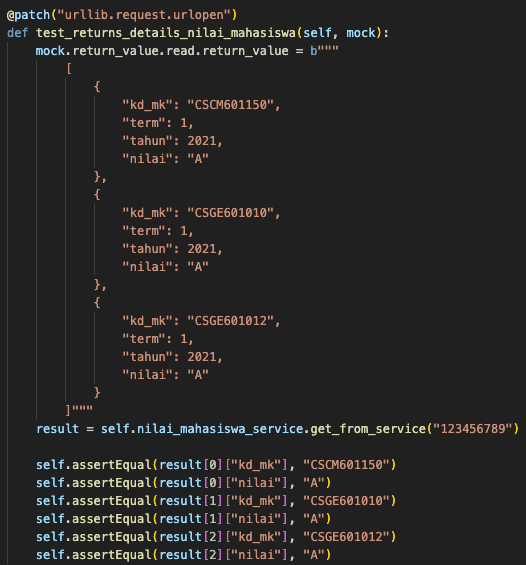 @patch("urllib.request.urlopen")
def test_returns_details_nilai_mahasiswa(self, mock):
    mock.return_value.read.return_value = b"""
        [
            {
                "kd_mk": "CSCM601150",
                "term": 1,
                "tahun": 2021,
                "nilai": "A"
            },
            {
                "kd_mk": "CSGE601010",
                "term": 1,
                "tahun": 2021,
                "nilai": "A"
            },
            {
                "kd_mk": "CSGE601012",
                "term": 1,
                "tahun": 2021,
                "nilai": "A"
            }
        ]"""
    result = self.nilai_mahasiswa_service.get_from_service("123456789")

    self.assertEqual(result[0]["kd_mk"], "CSCM601150")
    self.assertEqual(result[0]["nilai"], "A")
    self.assertEqual(result[1]["kd_mk"], "CSGE601010")
    self.assertEqual(result[1]["nilai"], "A")
    self.assertEqual(result[2]["kd_mk"], "CSGE601012")
    self.assertEqual(result[2]["nilai"], "A")